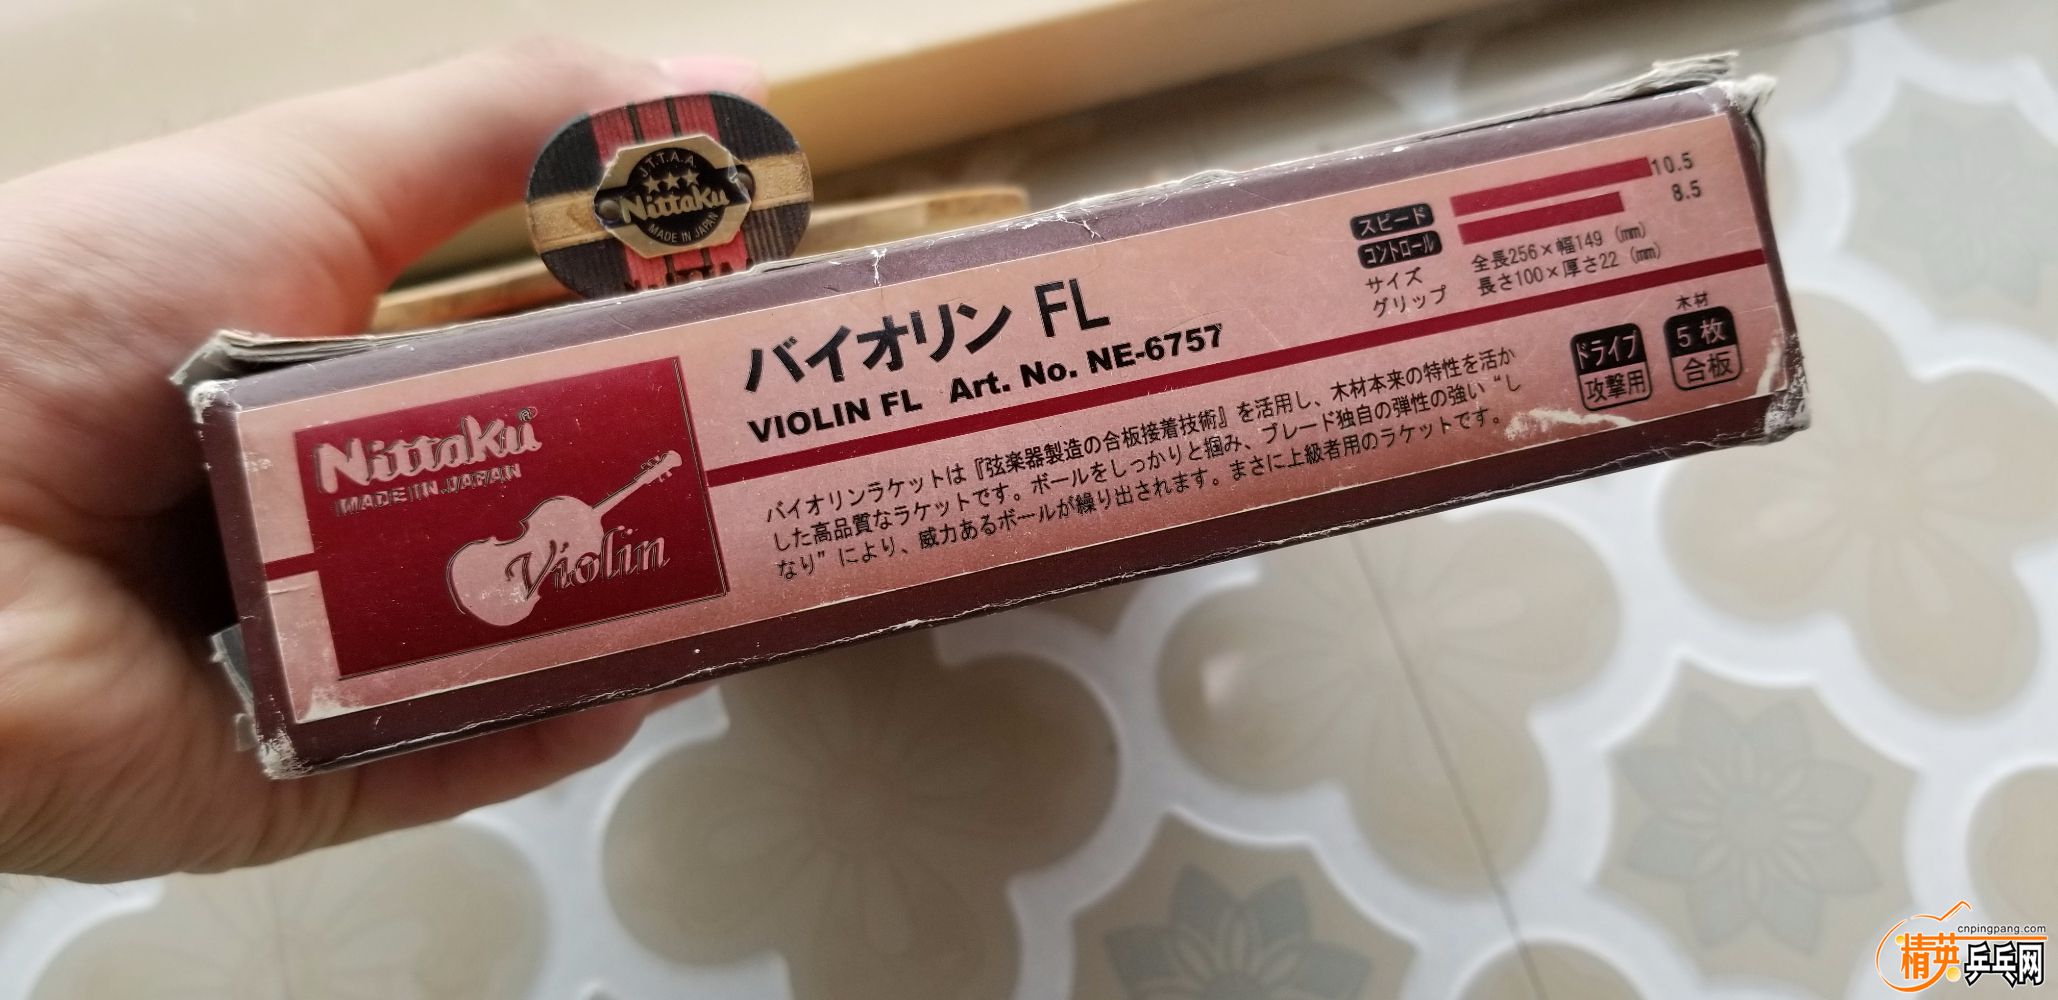 J.T.T.A.A.
Nittaku
MADE IN JAPAN
Nittaku®
MADE IN JAPAN
Violin
バイオリン FL
VIOLIN FL Art. No. NE-6757
スピード 10.5
コントロール 8.5
サイズ 全長256×幅149 (mm)
グリップ 長さ100×厚さ22 (mm)
バイオリンラケットは『弦楽器製造の合板接着技術』を活用し、木材本来の特性を活か
した高品質なラケットです。ボールをしっかりと掴み、ブレード独自の弾性の強い“し
なり”により、威力あるボールが繰り出されます。まさに上級者用のラケットです。
ドライブ
攻撃用
木材
5枚
合板
cnpingpang.com
精英乒乓网